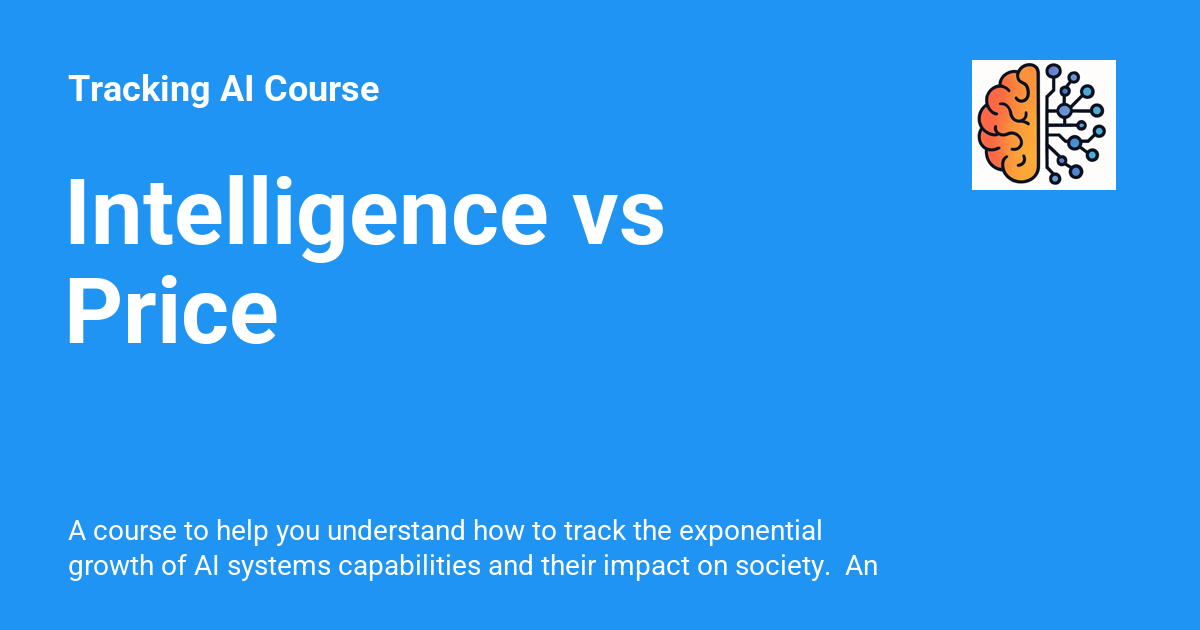 Tracking AI Course
Intelligence vs
Price
A course to help you understand how to track the exponential
growth of AI systems capabilities and their impact on society.  An